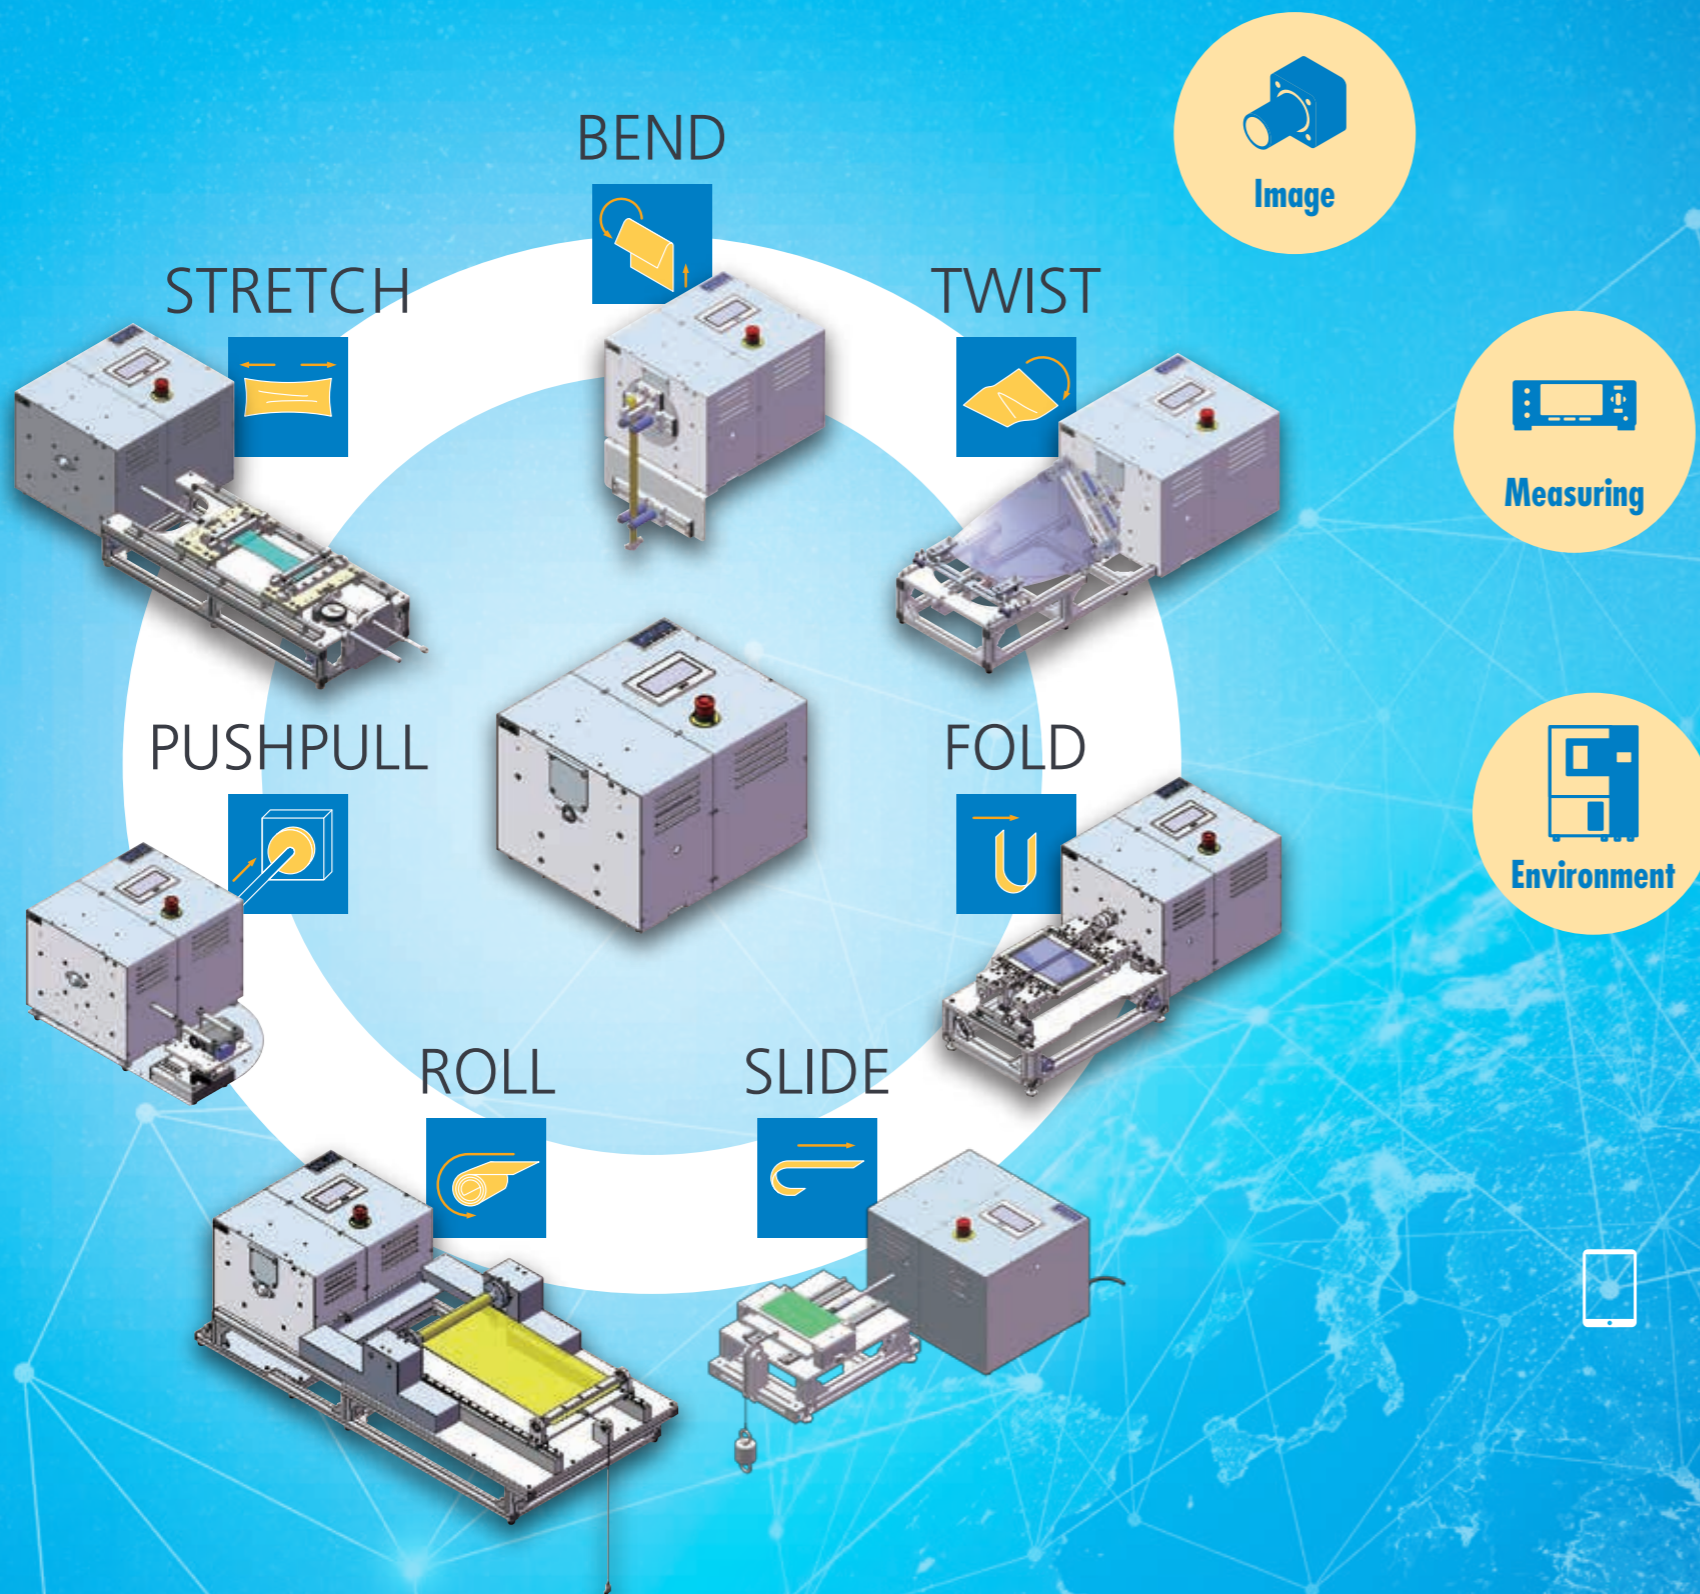 BEND
STRETCH
TWIST
PUSHPULL
FOLD
ROLL
SLIDE
Image
Measuring
Environment